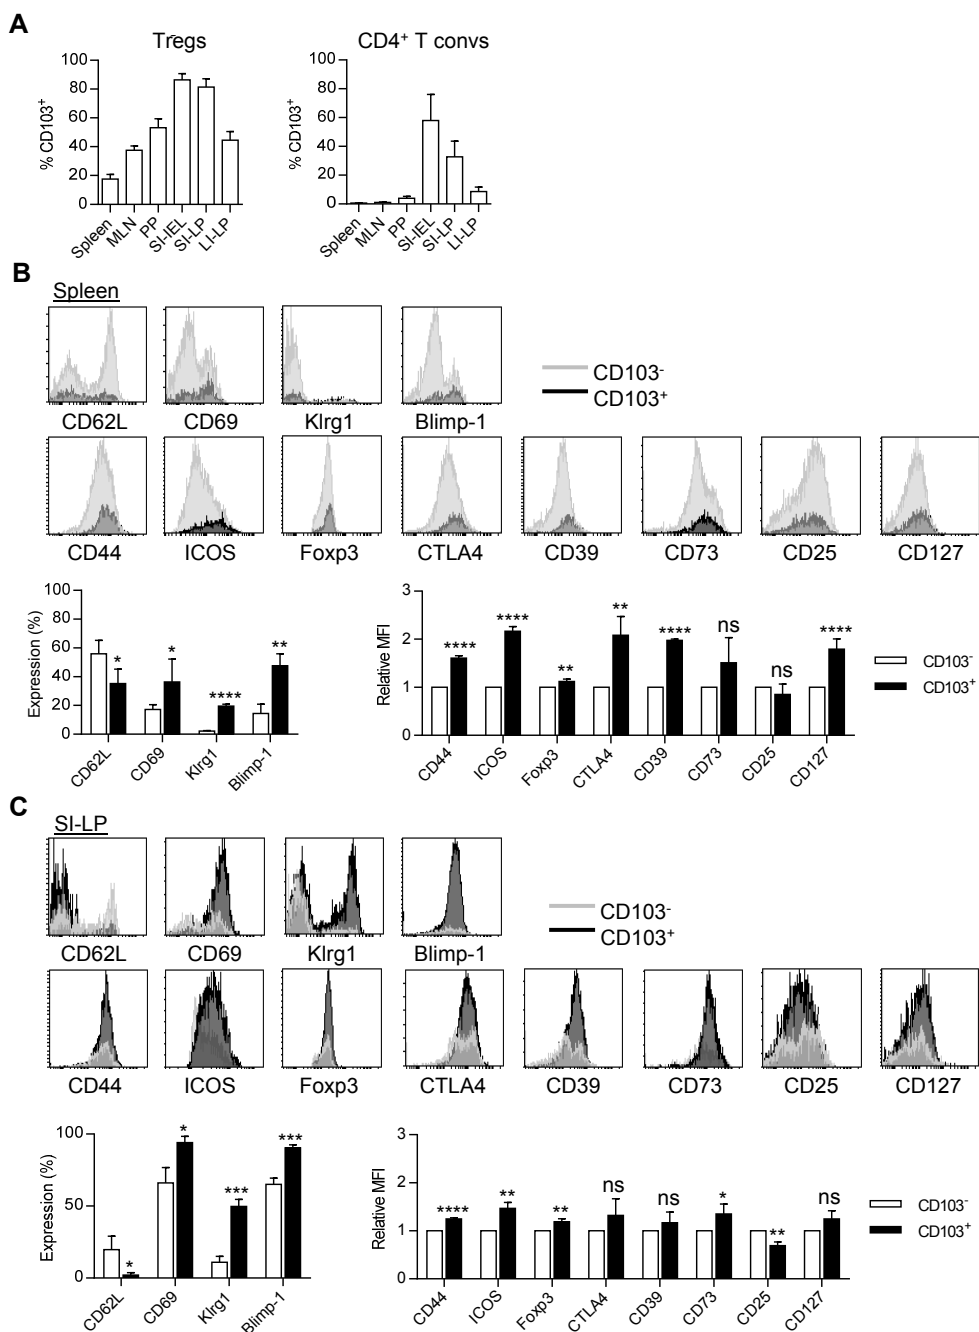 A
Tregs
CD4⁺ T convs
% CD103⁺
100
80
60
40
20
0
Spleen
MLN
PP
SI-IEL
SI-LP
LI-LP
% CD103⁺
100
80
60
40
20
0
Spleen
MLN
PP
SI-IEL
SI-LP
LI-LP
B
Spleen
CD103⁻
CD103⁺
CD62L CD69 Klrg1 Blimp-1
CD44 ICOS Foxp3 CTLA4 CD39 CD73 CD25 CD127
Expression (%)
100
80
60
40
20
0
* * **** **
CD62L
CD69
Klrg1
Blimp-1
Relative MFI
3
2
1
0
**** **** ** ** **** ns ns ****
CD44
ICOS
Foxp3
CTLA4
CD39
CD73
CD25
CD127
CD103⁻
CD103⁺
C
SI-LP
CD103⁻
CD103⁺
CD62L CD69 Klrg1 Blimp-1
CD44 ICOS Foxp3 CTLA4 CD39 CD73 CD25 CD127
Expression (%)
100
50
0
* * *** ***
CD62L
CD69
Klrg1
Blimp-1
Relative MFI
3
2
1
0
**** ** ** ns ns * ** ns
CD44
ICOS
Foxp3
CTLA4
CD39
CD73
CD25
CD127
CD103⁻
CD103⁺